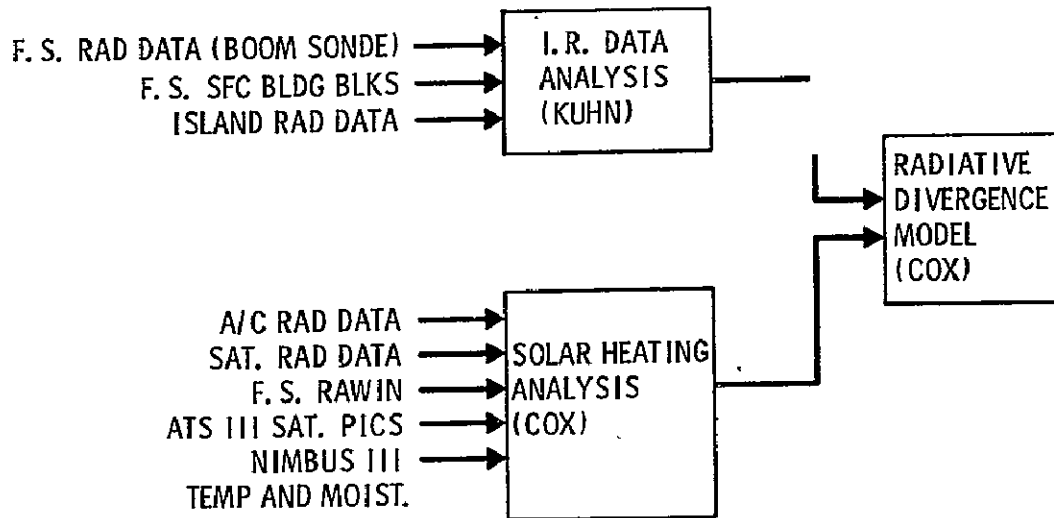 F. S. RAD DATA (BOOM SONDE)
F. S. SFC BLDG BLKS
ISLAND RAD DATA
I.R. DATA
ANALYSIS
(KUHN)
RADIATIVE
DIVERGENCE
MODEL
(COX)
A/C RAD DATA
SAT. RAD DATA
F. S. RAWIN
ATS III SAT. PICS
NIMBUS III
TEMP AND MOIST.
SOLAR HEATING
ANALYSIS
(COX)